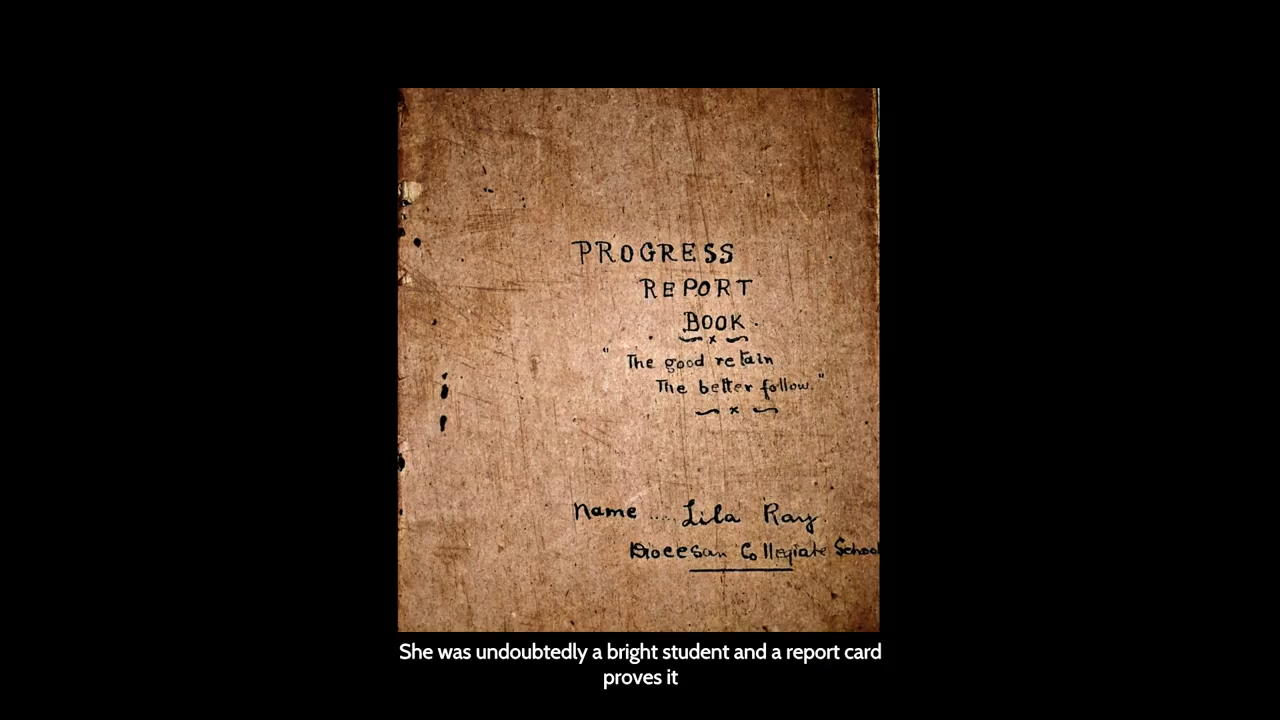 PROGRESS
REPORT
BOOK.
"The good retain
The better follow."
Name .... Lila Ray
Diocesan Collegiate School
She was undoubtedly a bright student and a report card
proves it